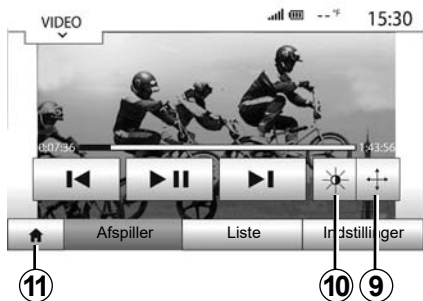 VIDEO
--°F
15:30
0:07:36
1:43:56
Afspiller
Liste
Indstillinger
11
10
9